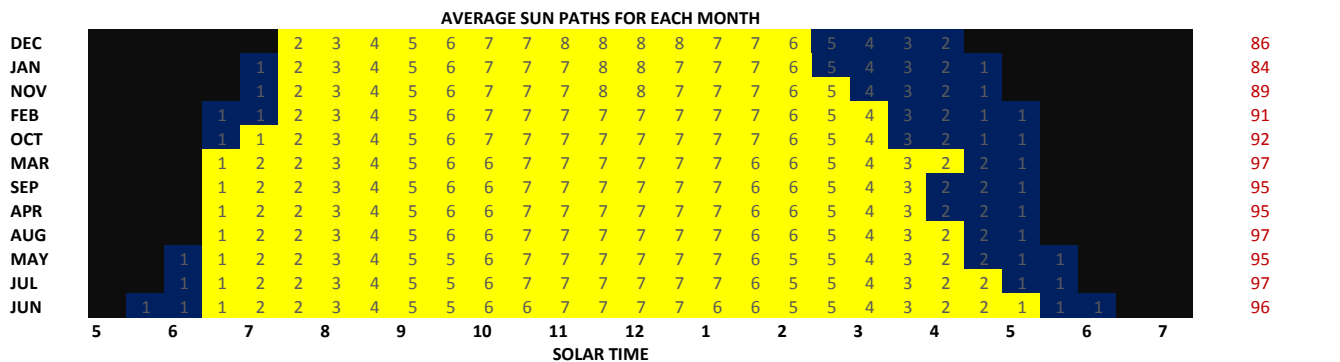 AVERAGE SUN PATHS FOR EACH MONTH
DEC 2 3 4 5 6 7 7 8 8 8 8 7 7 6 5 4 3 2 86
JAN 1 2 3 4 5 6 7 7 7 8 8 7 7 7 6 5 4 3 2 1 84
NOV 1 2 3 4 5 6 7 7 7 8 8 7 7 7 6 5 4 3 2 1 89
FEB 1 1 2 3 4 5 6 7 7 7 7 7 7 7 7 6 5 4 3 2 1 1 91
OCT 1 1 2 3 4 5 6 7 7 7 7 7 7 7 7 6 5 4 3 2 1 1 92
MAR 1 2 2 3 4 5 6 6 7 7 7 7 7 7 6 6 5 4 3 2 2 1 97
SEP 1 2 2 3 4 5 6 6 7 7 7 7 7 7 6 6 5 4 3 2 2 1 95
APR 1 2 2 3 4 5 6 6 7 7 7 7 7 7 6 6 5 4 3 2 2 1 95
AUG 1 2 2 3 4 5 6 6 7 7 7 7 7 7 6 6 5 4 3 2 2 1 97
MAY 1 1 2 2 3 4 5 5 6 7 7 7 7 7 7 6 5 5 4 3 2 2 1 1 95
JUL 1 1 2 2 3 4 5 5 6 7 7 7 7 7 7 6 5 5 4 3 2 2 1 1 97
JUN 1 1 1 2 2 3 4 5 5 6 6 7 7 7 7 6 6 5 5 4 3 2 2 1 1 1 96
5 6 7 8 9 10 11 12 1 2 3 4 5 6 7
SOLAR TIME